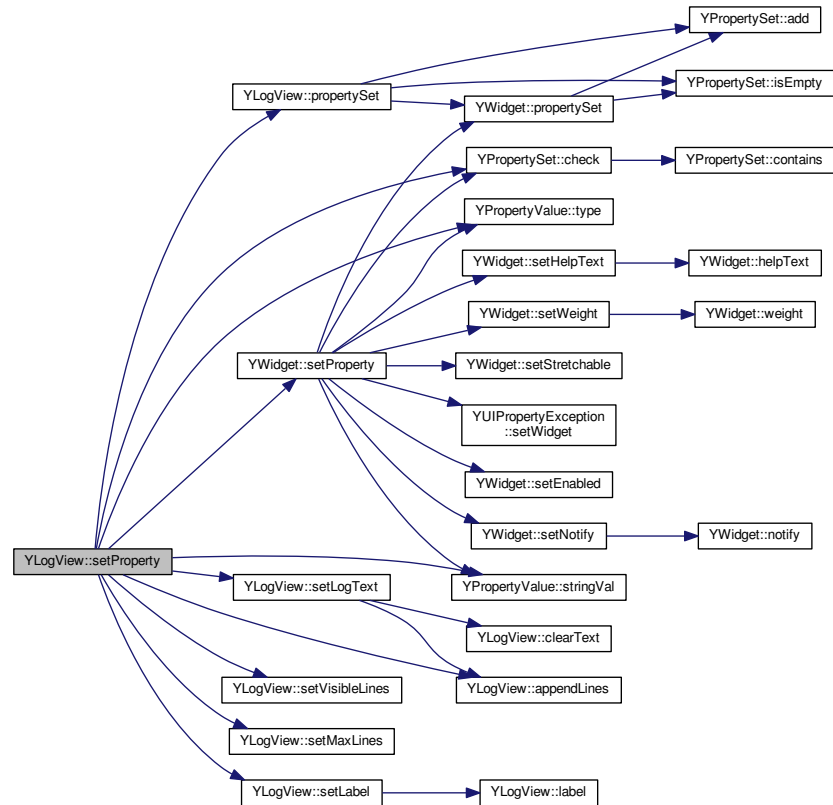 YPropertySet::add
YLogView::propertySet
YPropertySet::isEmpty
YWidget::propertySet
YPropertySet::check
YPropertySet::contains
YPropertyValue::type
YWidget::setHelpText
YWidget::helpText
YWidget::setWeight
YWidget::weight
YWidget::setProperty
YWidget::setStretchable
YUIPropertyException
::setWidget
YWidget::setEnabled
YWidget::setNotify
YWidget::notify
YLogView::setProperty
YLogView::setLogText
YPropertyValue::stringVal
YLogView::clearText
YLogView::setVisibleLines
YLogView::appendLines
YLogView::setMaxLines
YLogView::setLabel
YLogView::label